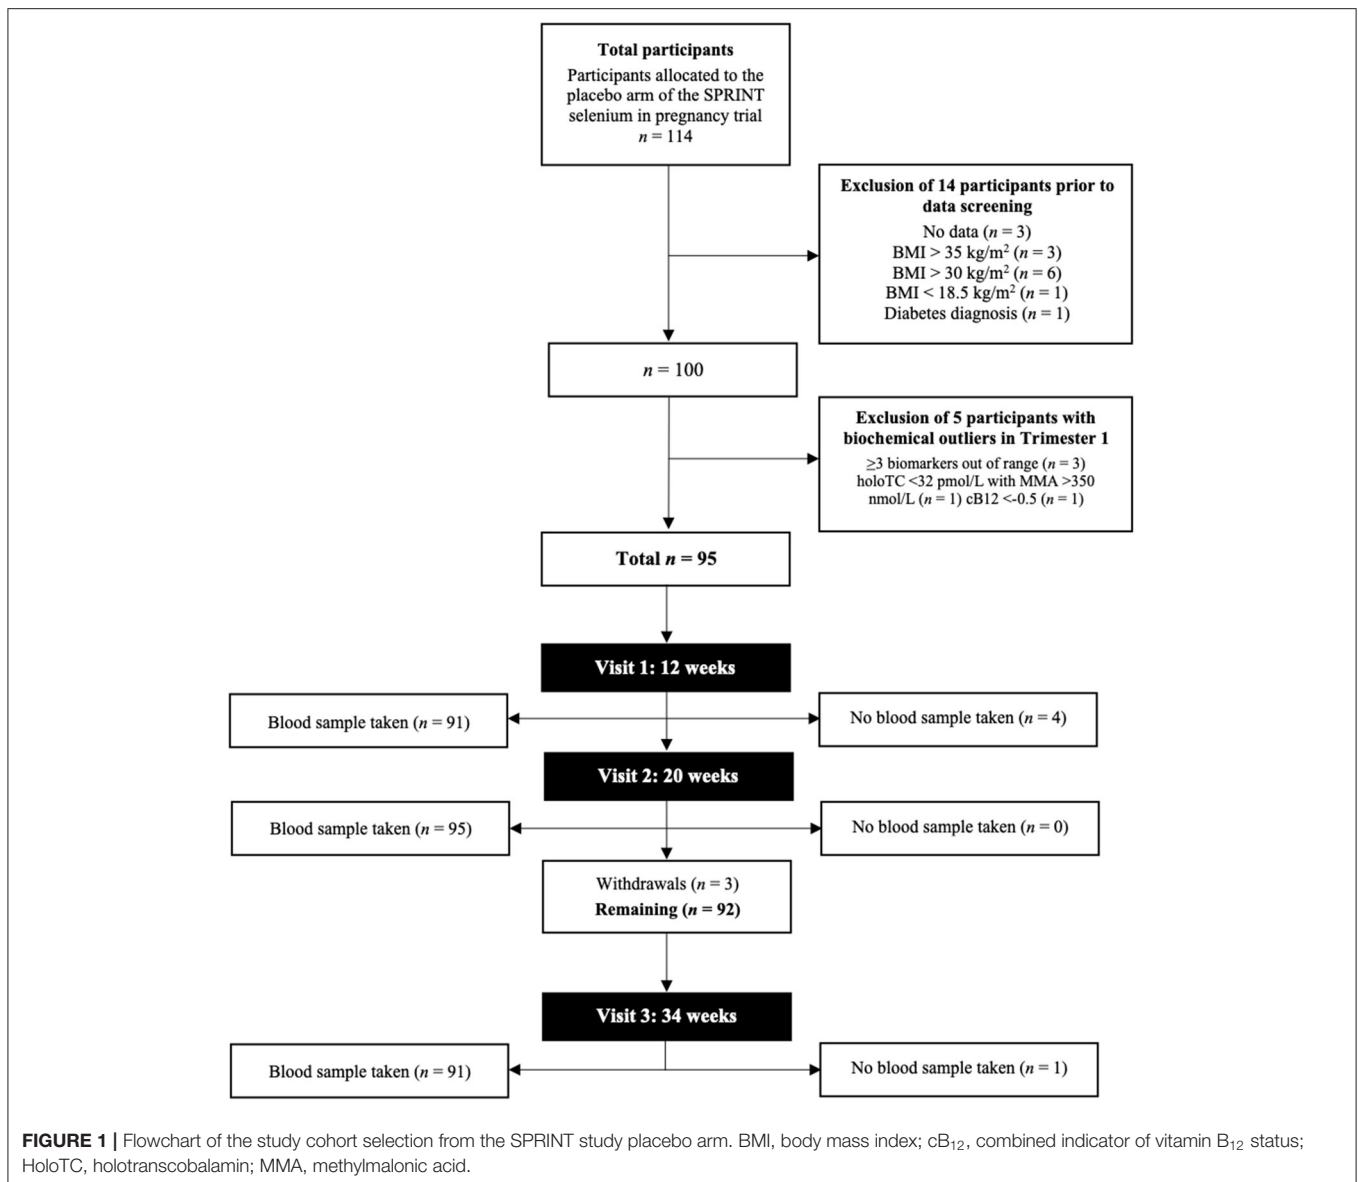 Total participants
Participants allocated to the
placebo arm of the SPRINT
selenium in pregnancy trial
n = 114
Exclusion of 14 participants prior to
data screening
No data (n = 3)
BMI > 35 kg/m² (n = 3)
BMI > 30 kg/m² (n = 6)
BMI < 18.5 kg/m² (n = 1)
Diabetes diagnosis (n = 1)
n = 100
Exclusion of 5 participants with
biochemical outliers in Trimester 1
≥3 biomarkers out of range (n = 3)
holoTC <32 pmol/L with MMA >350
nmol/L (n = 1) cB12 <-0.5 (n = 1)
Total n = 95
Visit 1: 12 weeks
Blood sample taken (n = 91)
No blood sample taken (n = 4)
Visit 2: 20 weeks
Blood sample taken (n = 95)
No blood sample taken (n = 0)
Withdrawals (n = 3)
Remaining (n = 92)
Visit 3: 34 weeks
Blood sample taken (n = 91)
No blood sample taken (n = 1)
FIGURE 1 | Flowchart of the study cohort selection from the SPRINT study placebo arm. BMI, body mass index; cB₁₂, combined indicator of vitamin B₁₂ status;
HoloTC, holotranscobalamin; MMA, methylmalonic acid.